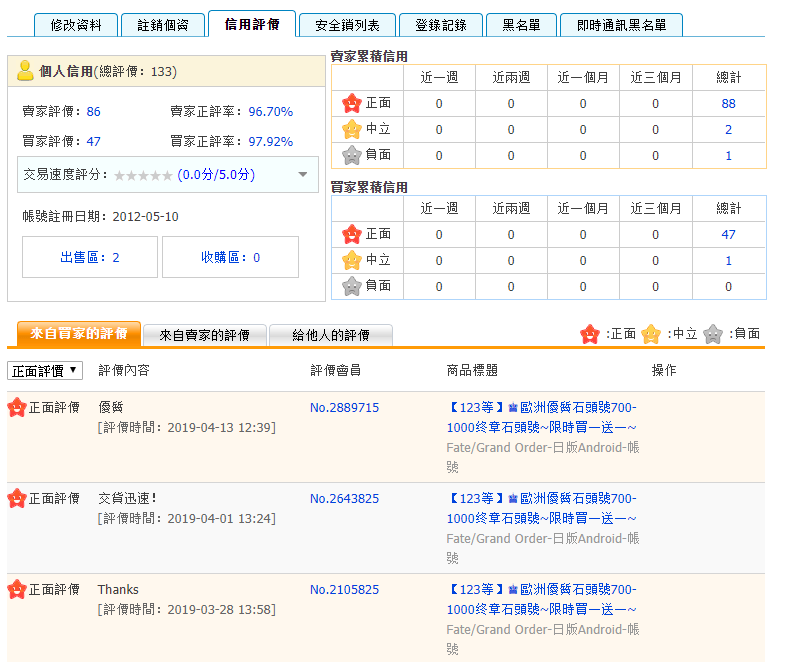 修改資料 註銷個資 信用評價 安全鎖列表 登錄記錄 黑名單 即時通訊黑名單
個人信用(總評價：133)
賣家評價：86 賣家正評率：96.70%
買家評價：47 買家正評率：97.92%
交易速度評分： (0.0分/5.0分)
帳號註冊日期：2012-05-10
出售區：2 收購區：0
賣家累積信用
近一週 近兩週 近一個月 近三個月 總計
正面 0 0 0 0 88
中立 0 0 0 0 2
負面 0 0 0 0 1
買家累積信用
近一週 近兩週 近一個月 近三個月 總計
正面 0 0 0 0 47
中立 0 0 0 0 1
負面 0 0 0 0 0
來自買家的評價 來自賣家的評價 給他人的評價 :正面 :中立 :負面
正面評價 ▼ 評價內容 評價會員 商品標題 操作
正面評價 優質 No.2889715 【123等】♛歐洲優質石頭號700-
[評價時間：2019-04-13 12:39] 1000终章石頭號~限時買一送一~
Fate/Grand Order-日版Android-帳
號
正面評價 交貨迅速！ No.2643825 【123等】♛歐洲優質石頭號700-
[評價時間：2019-04-01 13:24] 1000终章石頭號~限時買一送一~
Fate/Grand Order-日版Android-帳
號
正面評價 Thanks No.2105825 【123等】♛歐洲優質石頭號700-
[評價時間：2019-03-28 13:58] 1000终章石頭號~限時買一送一~
Fate/Grand Order-日版Android-帳
號